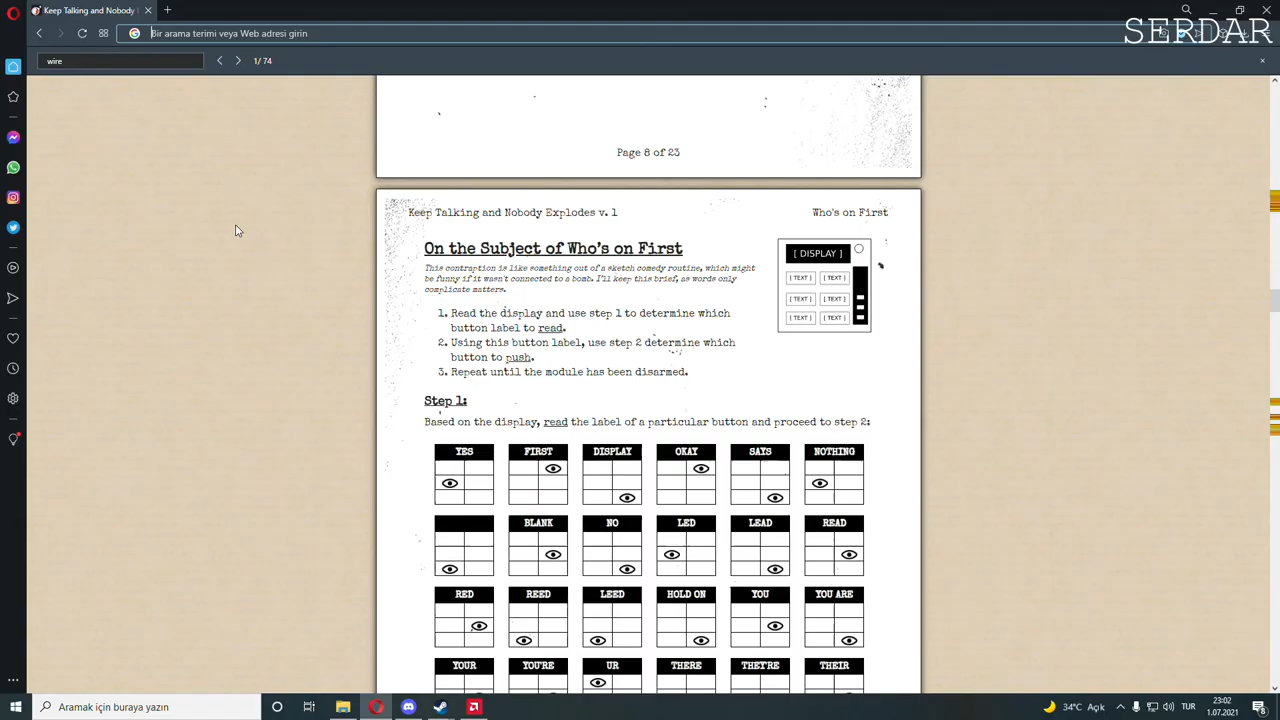 Keep Talking and Nobody
SERDAR
Bir arama terimi veya Web adresi girin
wire
1/74
Page 8 of 23
Keep Talking and Nobody Explodes v. 1
Who's on First
On the Subject of Who's on First
This contraption is like something out of a sketch comedy routine, which might
be funny if it wasn't connected to a bomb. I'll keep this brief, as words only
complicate matters.
[ DISPLAY ]
[ TEXT ] [ TEXT ]
[ TEXT ] [ TEXT ]
[ TEXT ] [ TEXT ]
1. Read the display and use step 1 to determine which
button label to read.
2. Using this button label, use step 2 determine which
button to push.
3. Repeat until the module has been disarmed.
Step 1:
Based on the display, read the label of a particular button and proceed to step 2:
YES FIRST DISPLAY OKAY SAYS NOTHING
BLANK NO LED LEAD READ
RED REED LEED HOLD ON YOU YOU ARE
YOUR YOU'RE UR THERE THEY'RE THEIR
Aramak için buraya yazın
34°C Açık
TUR
23:02
1.07.2021
8